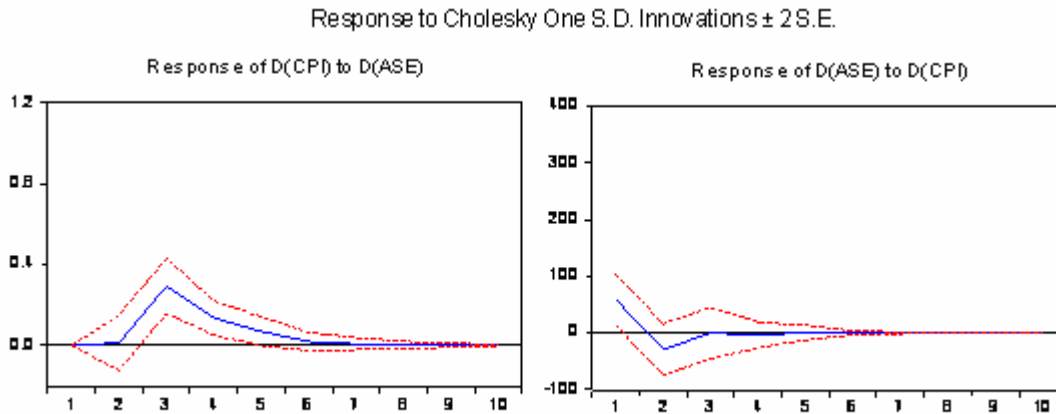 Response to Cholesky One S.D. Innovations ± 2 S.E.
Response of D(CPI) to D(ASE)
Response of D(ASE) to D(CPI)
1.2
0.8
0.4
0.0
1 2 3 4 5 6 7 8 9 10
400
300
200
100
0
-100
1 2 3 4 5 6 7 8 9 10